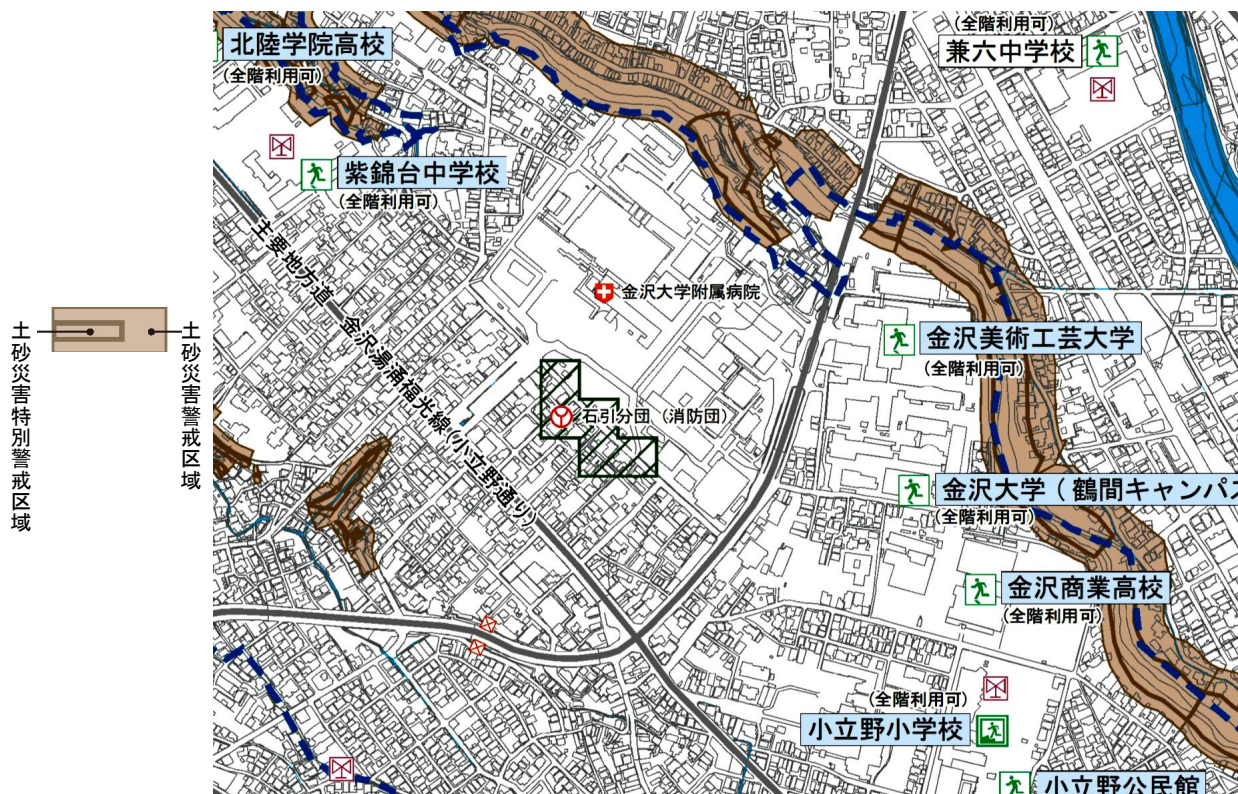 北陸学院高校
(全階利用可)
(全階利用可)
兼六中学校
紫錦台中学校
(全階利用可)
主要地方道 金沢湯涌福光線(小立野通り)
金沢大学附属病院
金沢美術工芸大学
(全階利用可)
土砂災害特別警戒区域
土砂災害警戒区域
石引分団(消防団)
金沢大学(鶴間キャンパス
(全階利用可)
金沢商業高校
(全階利用可)
(全階利用可)
小立野小学校
小立野公民館